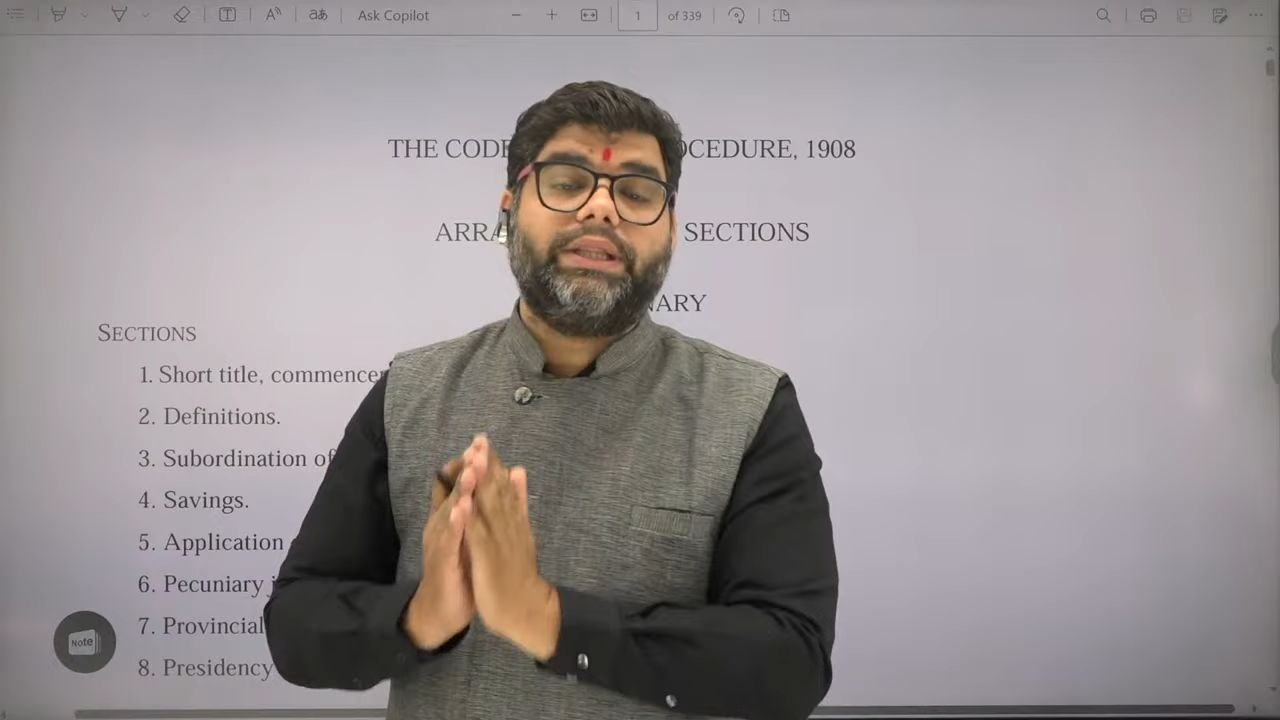 Ask Copilot
1 of 339
THE CODE OCEDURE, 1908
ARRA SECTIONS
NARY
SECTIONS
1. Short title, commencer
2. Definitions.
3. Subordination of
4. Savings.
5. Application
6. Pecuniary
7. Provincial
8. Presidency
Note